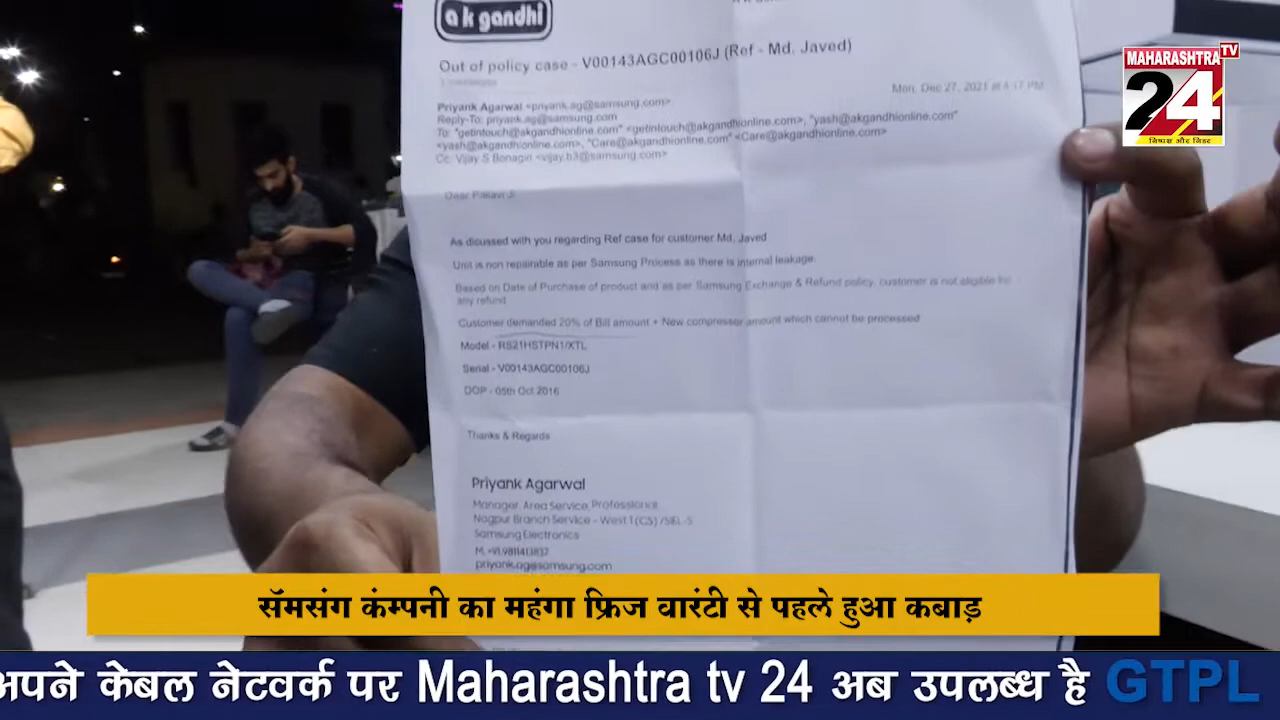 a k gandhi
Out of policy case - V00143AGC00106J (Ref - Md. Javed)
Mon, Dec 27, 2021 at 4:17 PM
Priyank Agarwal <priyank.ag@samsung.com>
Reply-To: priyank.ag@samsung.com
To: "getintouch@akgandhionline.com" <getintouch@akgandhionline.com>, "yash@akgandhionline.com"
<yash@akgandhionline.com>, "Care@akgandhionline.com" <Care@akgandhionline.com>
Cc: Vijay S Bonagiri <vijay.b3@samsung.com>
Dear Pallavi Ji
As dicussed with you regarding Ref case for customer Md. Javed
Unit is non repairable as per Samsung Process as there is internal leakage.
Based on Date of Purchase of product and as per Samsung Exchange & Refund policy, customer is not eligible for
any refund
Customer demanded 20% of Bill amount + New compressor amount which cannot be processed
Model - RS21HSTPN1/XTL
Serial - V00143AGC00106J
DOP - 05th Oct 2016
Thanks & Regards
Priyank Agarwal
Manager, Area Service, Professional
Nagpur Branch Service - West 1 (CS) /SEL-S
Samsung Electronics
priyank.ag@samsung.com
MAHARASHTRA TV
24
निष्पक्ष और निडर
सॅमसंग कंम्पनी का महंगा फ्रिज वारंटी से पहले हुआ कबाड़
अपने केबल नेटवर्क पर Maharashtra tv 24 अब उपलब्ध है GTPL